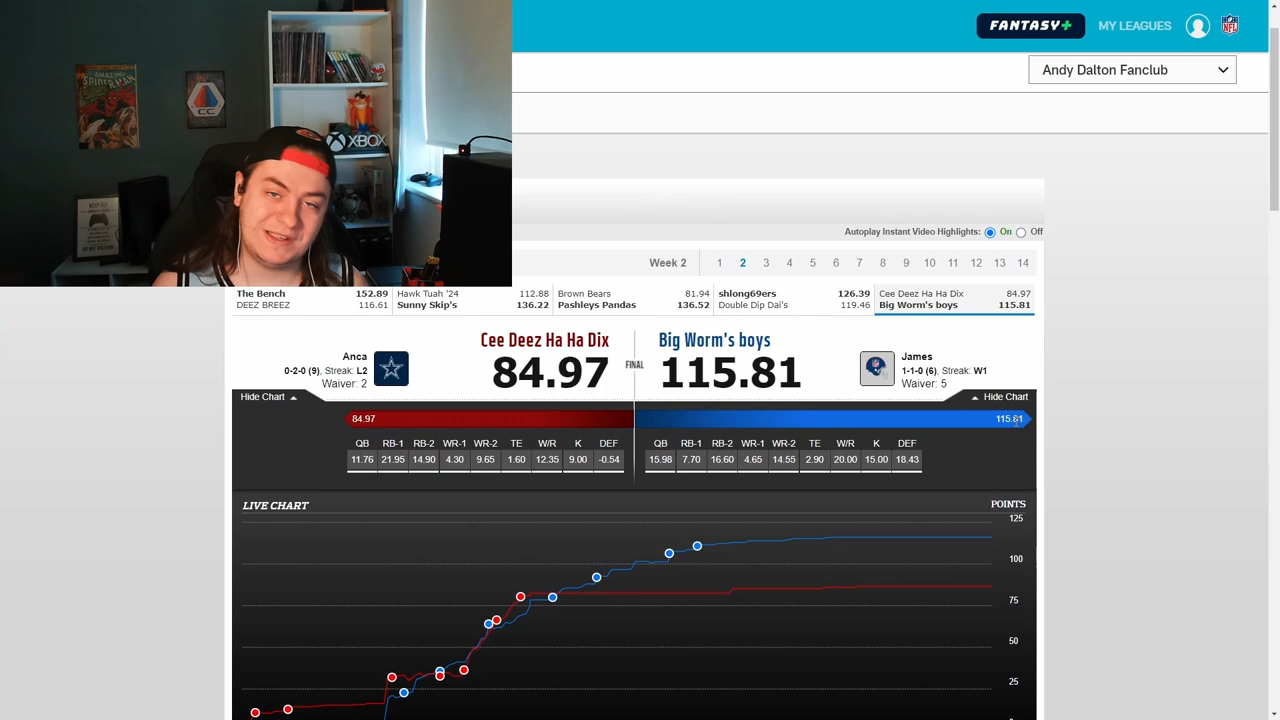 FANTASY+ MY LEAGUES
Andy Dalton Fanclub
AMAZING
SPIDER-MAN
CC
XBOX
KEEP OUT
Autoplay Instant Video Highlights: On Off
Week 2 1 2 3 4 5 6 7 8 9 10 11 12 13 14
The Bench 152.89 Hawk Tuah '24 112.88 Brown Bears 81.94 shlong69ers 126.39 Cee Deez Ha Ha Dix 84.97
DEEZ BREEZ 116.61 Sunny Skip's 136.22 Pashleys Pandas 136.52 Double Dip Dai's 119.46 Big Worm's boys 115.81
Cee Deez Ha Ha Dix Big Worm's boys
Anca James
84.97 FINAL 115.81
0-2-0 (9), Streak: L2 1-1-0 (6), Streak: W1
Waiver: 2 Waiver: 5
Hide Chart Hide Chart
84.97 115.81
QB RB-1 RB-2 WR-1 WR-2 TE W/R K DEF QB RB-1 RB-2 WR-1 WR-2 TE W/R K DEF
11.76 21.95 14.90 4.30 9.65 1.60 12.35 9.00 -0.54 15.98 7.70 16.60 4.65 14.55 2.90 20.00 15.00 18.43
LIVE CHART POINTS
125
100
75
50
25